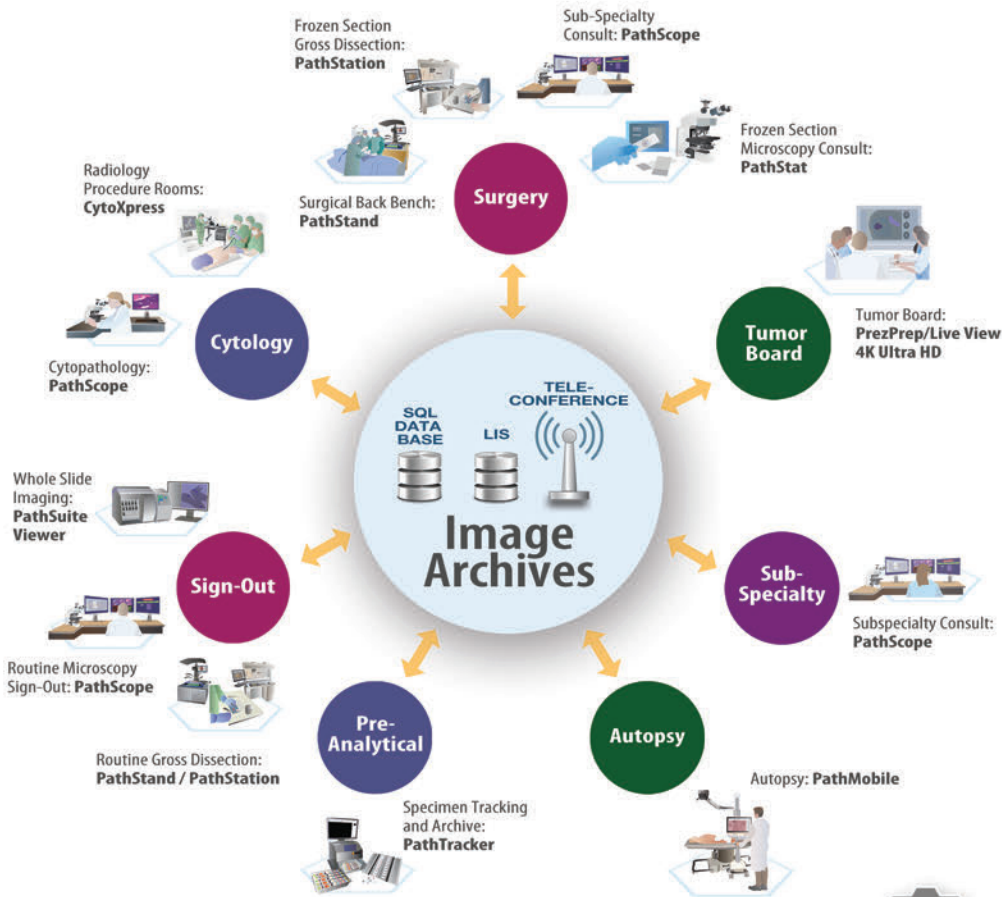 Frozen Section
Gross Dissection:
PathStation
Sub-Specialty
Consult: PathScope
Frozen Section
Microscopy Consult:
PathStat
Surgical Back Bench:
PathStand
Surgery
Radiology
Procedure Rooms:
CytoXpress
Cytopathology:
PathScope
Cytology
Tumor
Board
Tumor Board:
PrezPrep/Live View
4K Ultra HD
SQL
DATA
BASE
LIS
TELE-
CONFERENCE
Image
Archives
Whole Slide
Imaging:
PathSuite
Viewer
Sign-Out
Routine Microscopy
Sign-Out: PathScope
Routine Gross Dissection:
PathStand / PathStation
Sub-
Specialty
Subspecialty Consult:
PathScope
Pre-
Analytical
Specimen Tracking
and Archive:
PathTracker
Autopsy
Autopsy: PathMobile